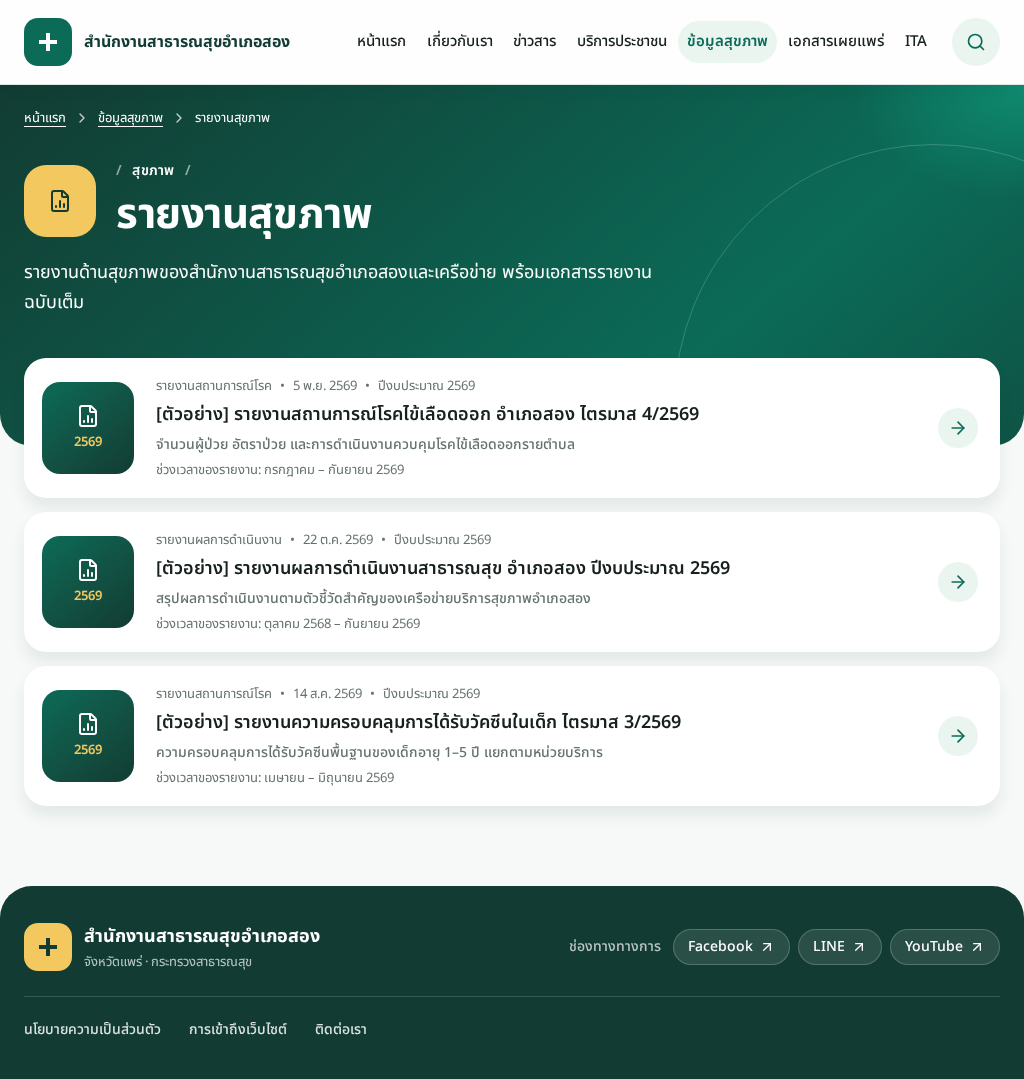 สำนักงานสาธารณสุขอำเภอสอง
หน้าแรก เกี่ยวกับเรา ข่าวสาร บริการประชาชน ข้อมูลสุขภาพ เอกสารเผยแพร่ ITA
หน้าแรก > ข้อมูลสุขภาพ > รายงานสุขภาพ
/ สุขภาพ /
รายงานสุขภาพ
รายงานด้านสุขภาพของสำนักงานสาธารณสุขอำเภอสองและเครือข่าย พร้อมเอกสารรายงาน
ฉบับเต็ม
2569
รายงานสถานการณ์โรค • 5 พ.ย. 2569 • ปีงบประมาณ 2569
[ตัวอย่าง] รายงานสถานการณ์โรคไข้เลือดออก อำเภอสอง ไตรมาส 4/2569
จำนวนผู้ป่วย อัตราป่วย และการดำเนินงานควบคุมโรคไข้เลือดออกรายตำบล
ช่วงเวลาของรายงาน: กรกฎาคม – กันยายน 2569
2569
รายงานผลการดำเนินงาน • 22 ต.ค. 2569 • ปีงบประมาณ 2569
[ตัวอย่าง] รายงานผลการดำเนินงานสาธารณสุข อำเภอสอง ปีงบประมาณ 2569
สรุปผลการดำเนินงานตามตัวชี้วัดสำคัญของเครือข่ายบริการสุขภาพอำเภอสอง
ช่วงเวลาของรายงาน: ตุลาคม 2568 – กันยายน 2569
2569
รายงานสถานการณ์โรค • 14 ส.ค. 2569 • ปีงบประมาณ 2569
[ตัวอย่าง] รายงานความครอบคลุมการได้รับวัคซีนในเด็ก ไตรมาส 3/2569
ความครอบคลุมการได้รับวัคซีนพื้นฐานของเด็กอายุ 1–5 ปี แยกตามหน่วยบริการ
ช่วงเวลาของรายงาน: เมษายน – มิถุนายน 2569
สำนักงานสาธารณสุขอำเภอสอง
จังหวัดแพร่ · กระทรวงสาธารณสุข
ช่องทางทางการ Facebook LINE YouTube
นโยบายความเป็นส่วนตัว การเข้าถึงเว็บไซต์ ติดต่อเรา